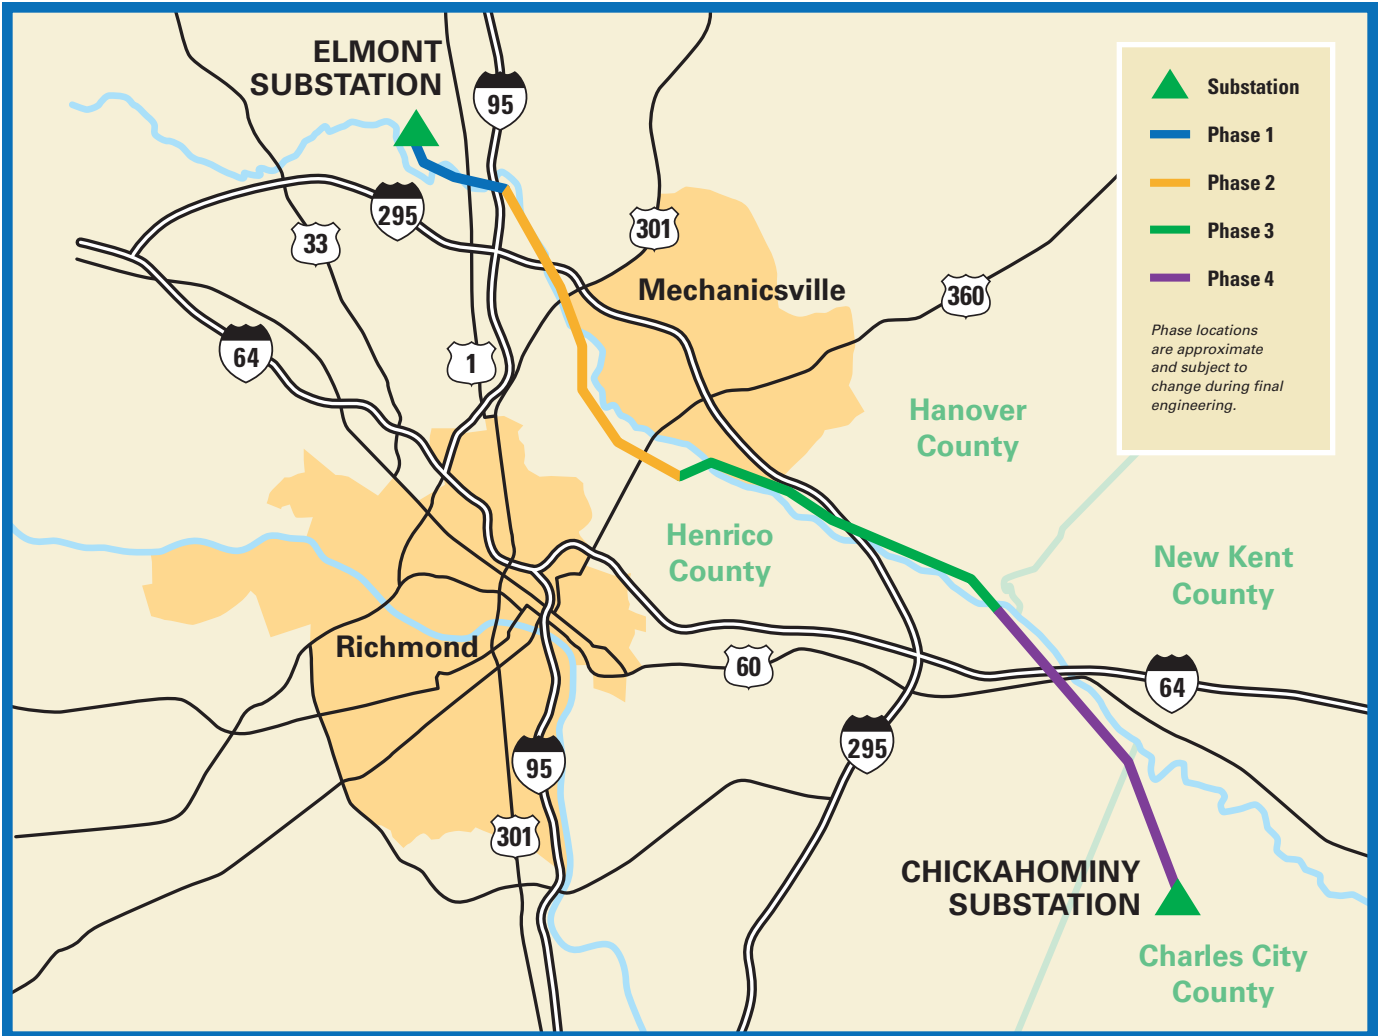 ELMONT
SUBSTATION
95
Substation
Phase 1
Phase 2
Phase 3
Phase 4
Phase locations
are approximate
and subject to
change during final
engineering.
295
33
301
Mechanicsville
360
64
1
Hanover
County
Henrico
County
New Kent
County
Richmond
60
64
295
95
301
CHICKAHOMINY
SUBSTATION
Charles City
County